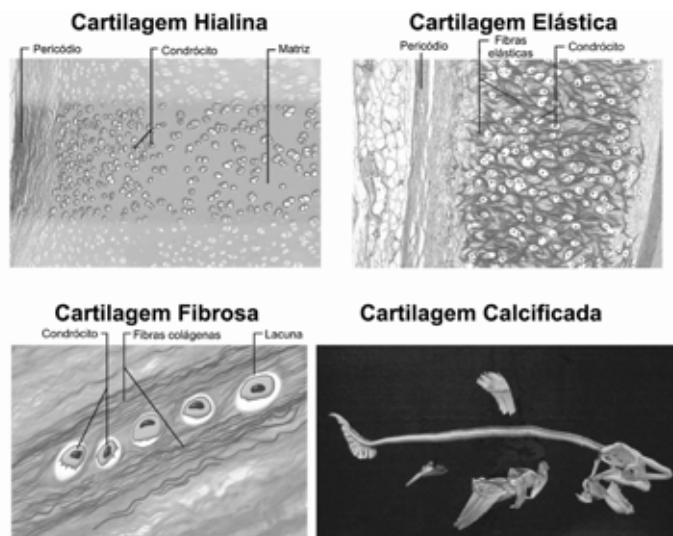 Cartilagem Hialina
Pericódio Condrócito Matriz
Cartilagem Elástica
Pericódio Fibras elásticas Condrócito
Cartilagem Fibrosa
Condrócito Fibras colágenas Lacuna
Cartilagem Calcificada